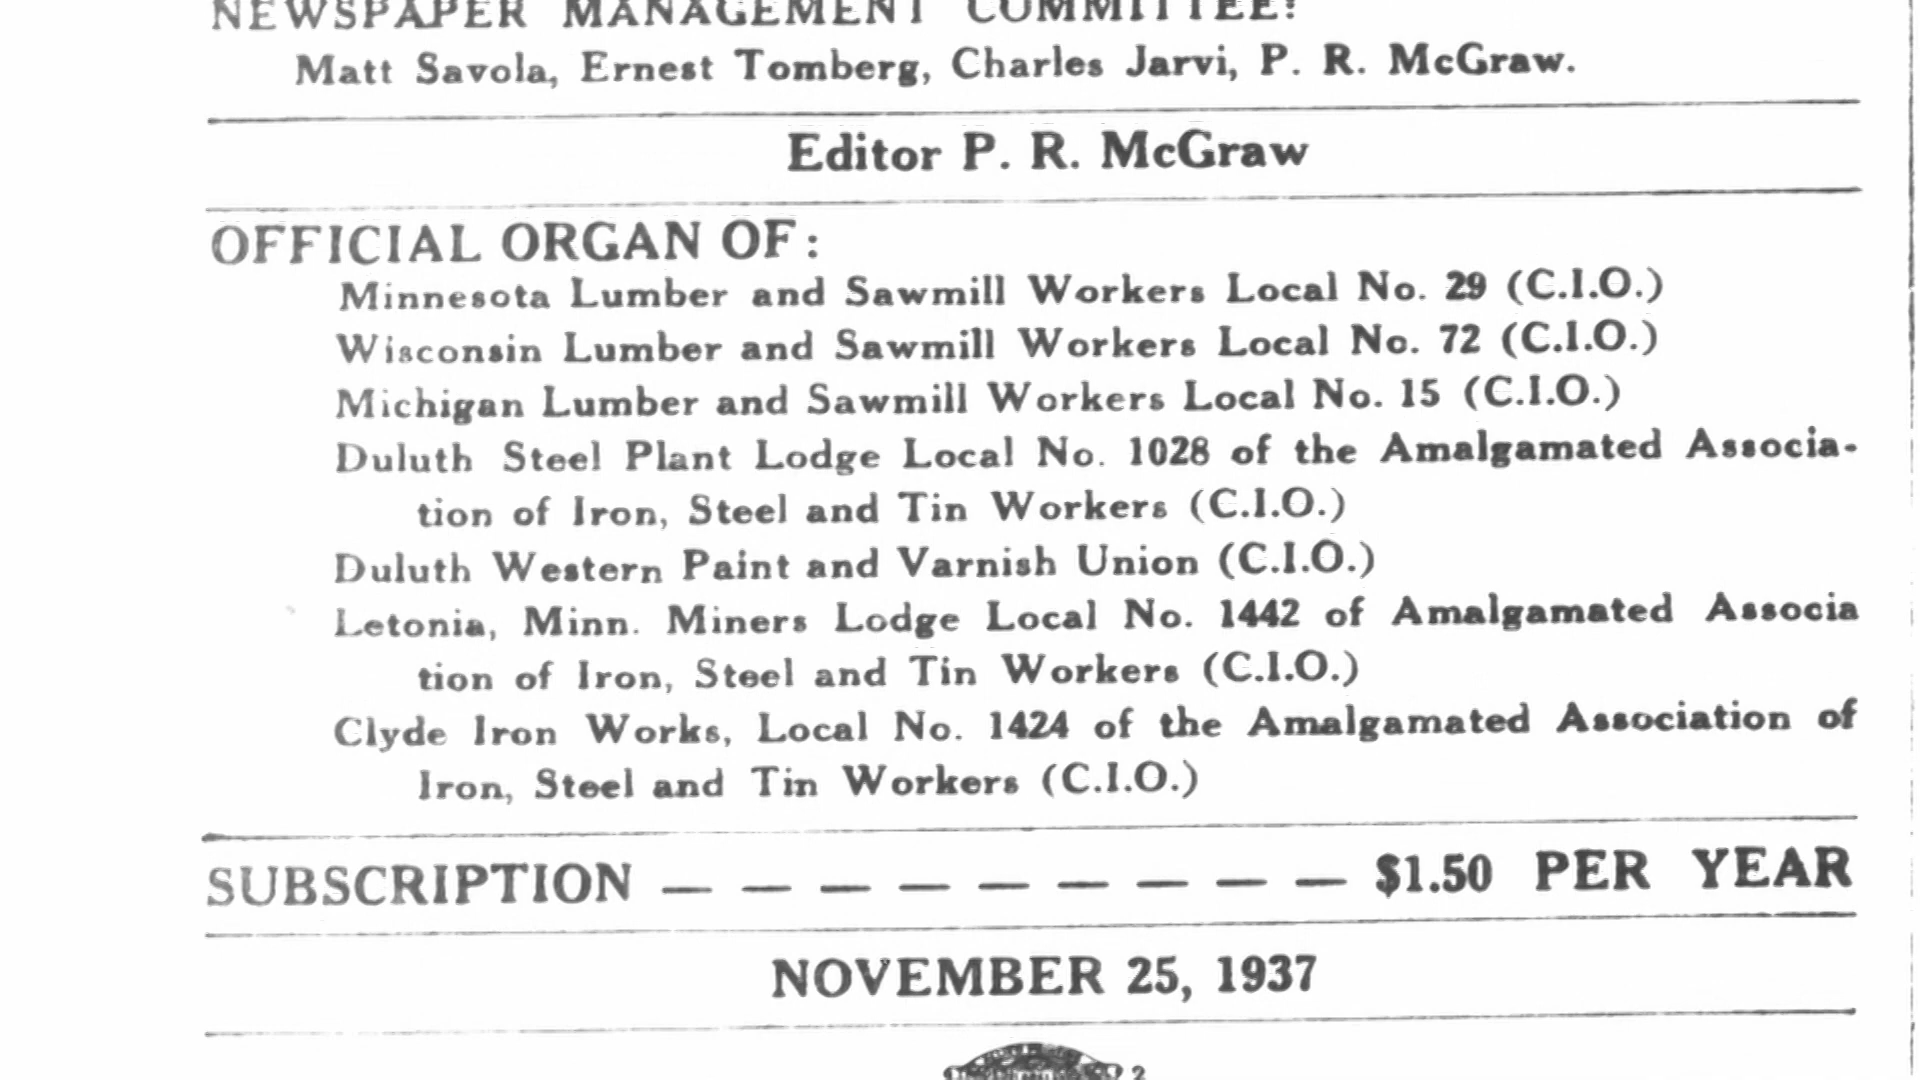 NEWSPAPER MANAGEMENT COMMITTEE:
Matt Savola, Ernest Tomberg, Charles Jarvi, P. R. McGraw.
Editor P. R. McGraw
OFFICIAL ORGAN OF:
Minnesota Lumber and Sawmill Workers Local No. 29 (C.I.O.)
Wisconsin Lumber and Sawmill Workers Local No. 72 (C.I.O.)
Michigan Lumber and Sawmill Workers Local No. 15 (C.I.O.)
Duluth Steel Plant Lodge Local No. 1028 of the Amalgamated Associa-
tion of Iron, Steel and Tin Workers (C.I.O.)
Duluth Western Paint and Varnish Union (C.I.O.)
Letonia, Minn. Miners Lodge Local No. 1442 of Amalgamated Associa
tion of Iron, Steel and Tin Workers (C.I.O.)
Clyde Iron Works, Local No. 1424 of the Amalgamated Association of
Iron, Steel and Tin Workers (C.I.O.)
SUBSCRIPTION — — — — — — — — — $1.50 PER YEAR
NOVEMBER 25, 1937
2